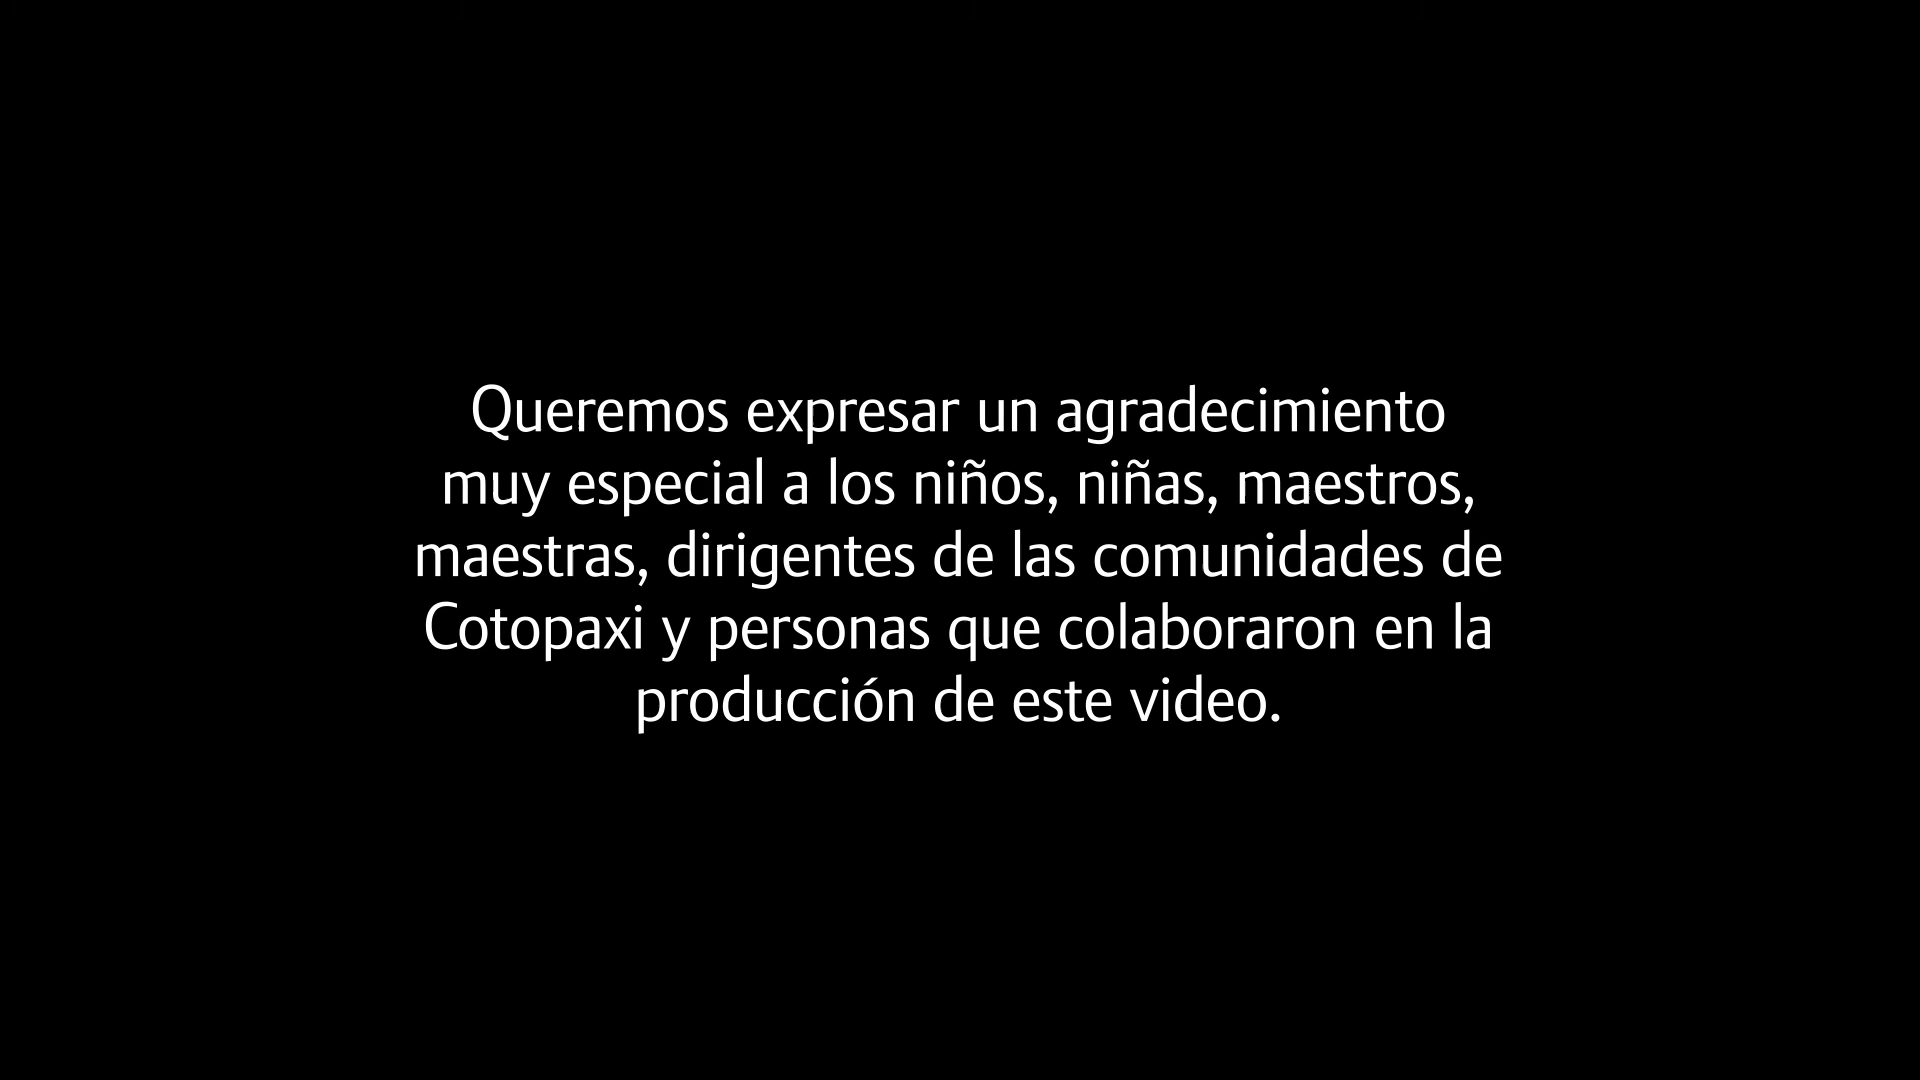 Queremos expresar un agradecimiento
muy especial a los niños, niñas, maestros,
maestras, dirigentes de las comunidades de
Cotopaxi y personas que colaboraron en la
producción de este video.